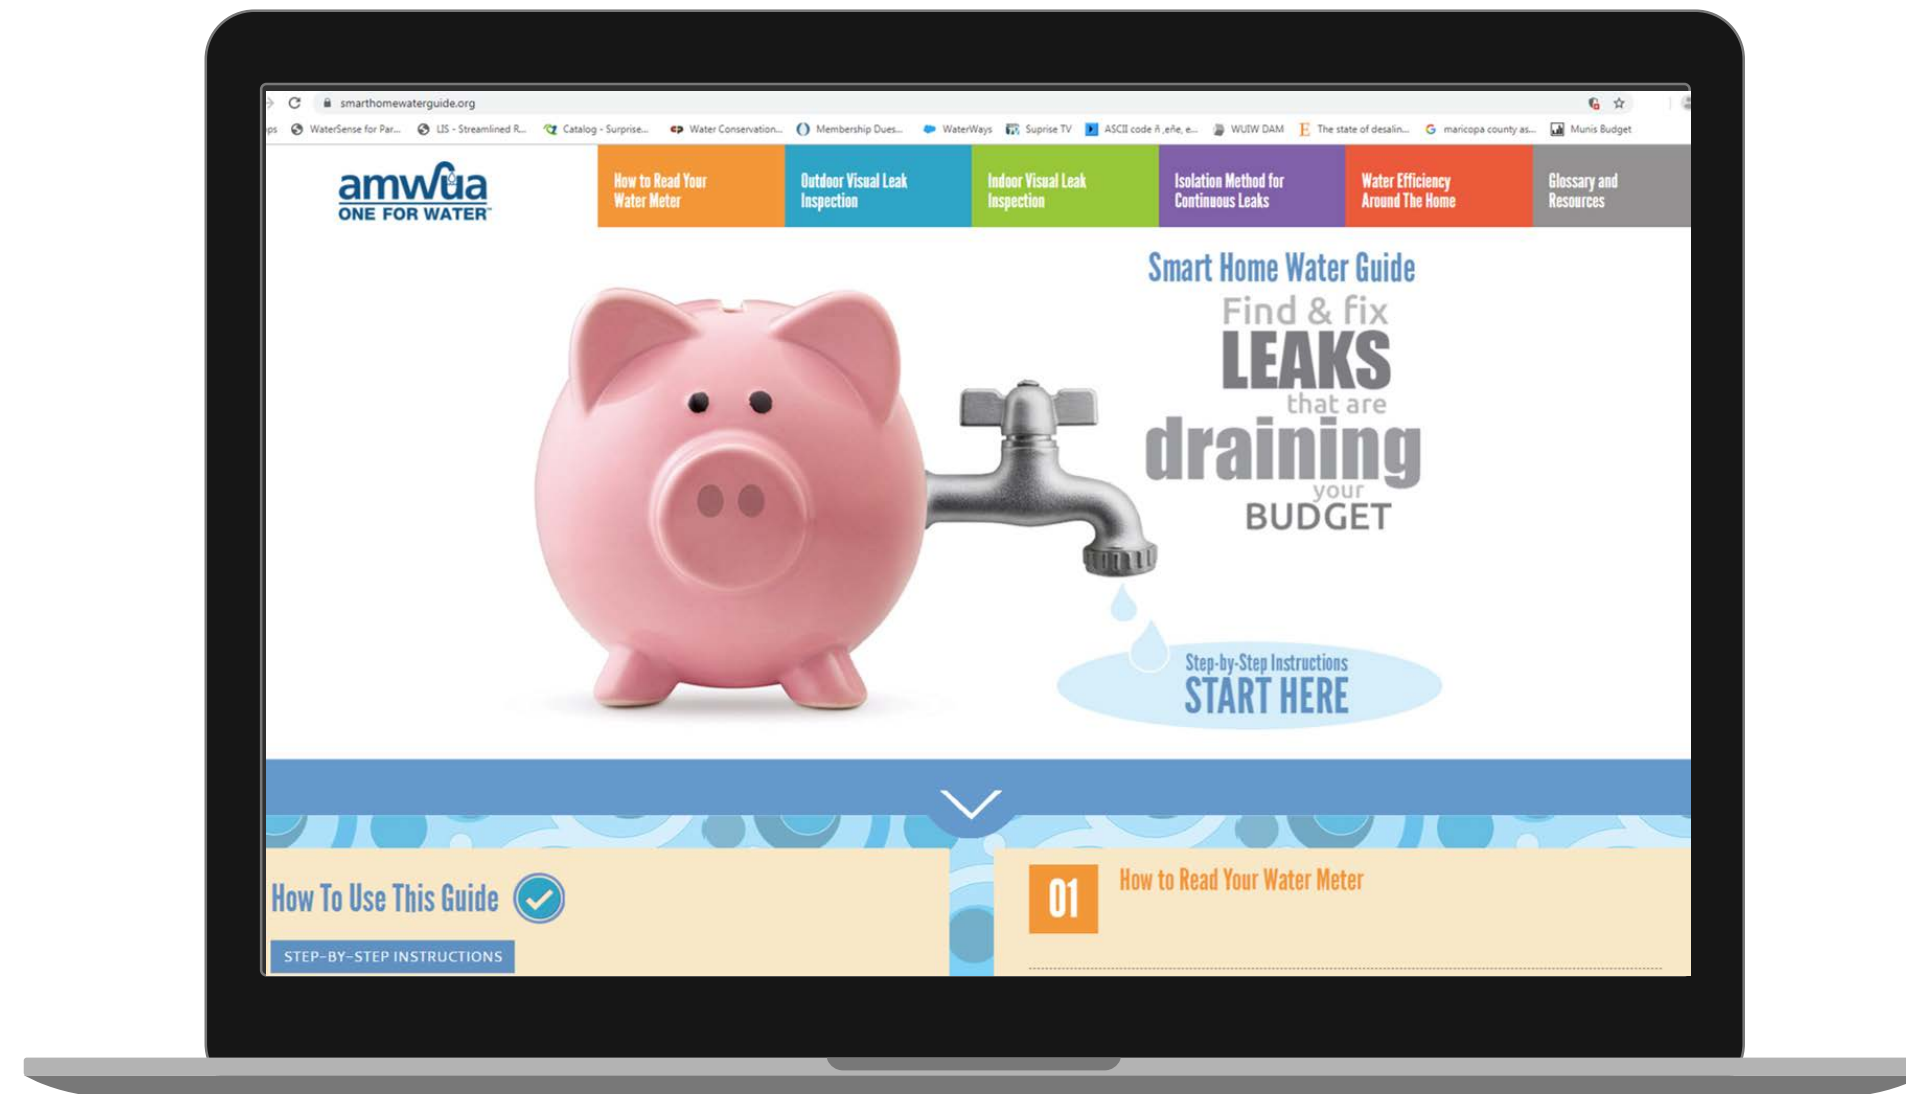 smarthomewaterguide.org
ps WaterSense for Par... LIS - Streamlined R... Catalog - Surprise... Water Conservation... Membership Dues... WaterWays Suprise TV ASCII code ñ ,eñe, e... WUIW DAM The state of desalin... maricopa county as... Munis Budget
amwua
ONE FOR WATER
How to Read Your
Water Meter
Outdoor Visual Leak
Inspection
Indoor Visual Leak
Inspection
Isolation Method for
Continuous Leaks
Water Efficiency
Around The Home
Glossary and
Resources
Smart Home Water Guide
Find & fix
LEAKS
that are
draining
your
BUDGET
Step-by-Step Instructions
START HERE
How To Use This Guide
STEP-BY-STEP INSTRUCTIONS
01
How to Read Your Water Meter